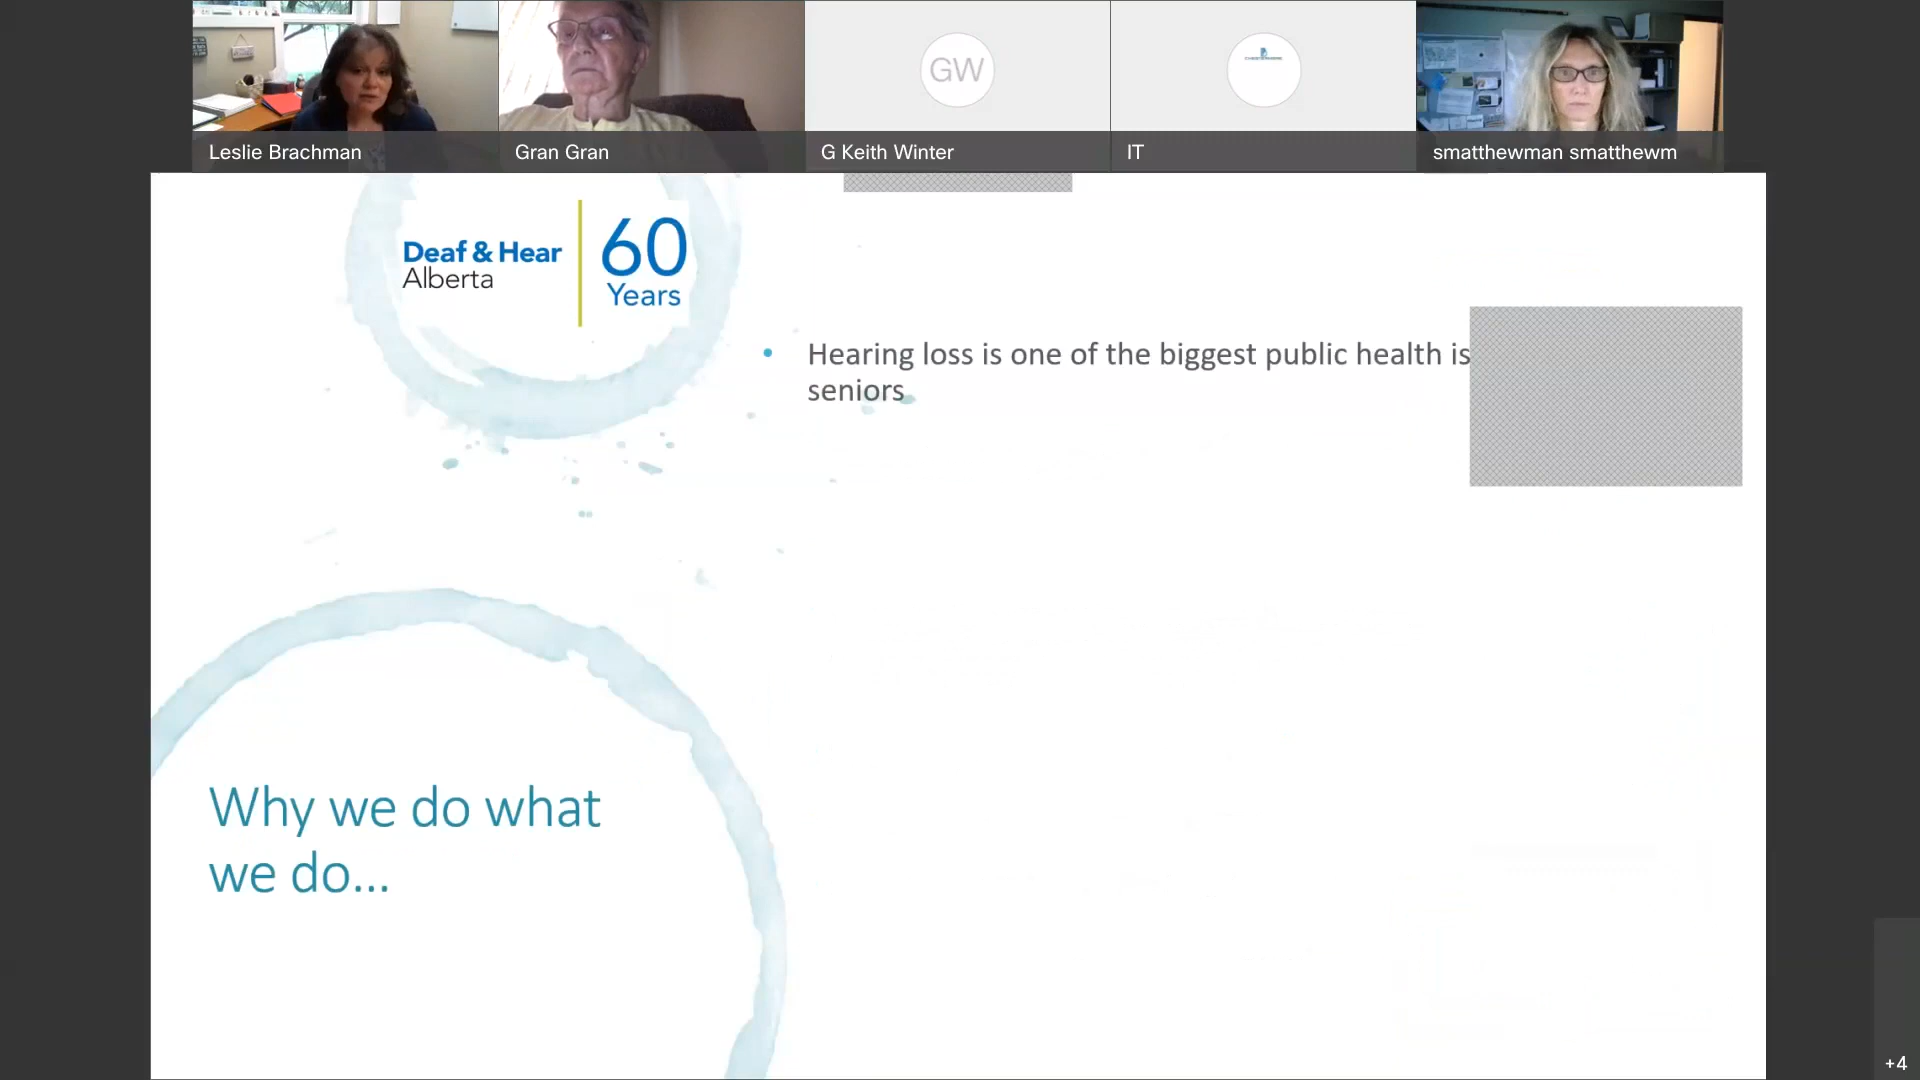 Leslie Brachman
Gran Gran
GW
G Keith Winter
IT
smatthewman smatthewm
Deaf & Hear
Alberta
60
Years
• Hearing loss is one of the biggest public health is
seniors
Why we do what
we do...
+4